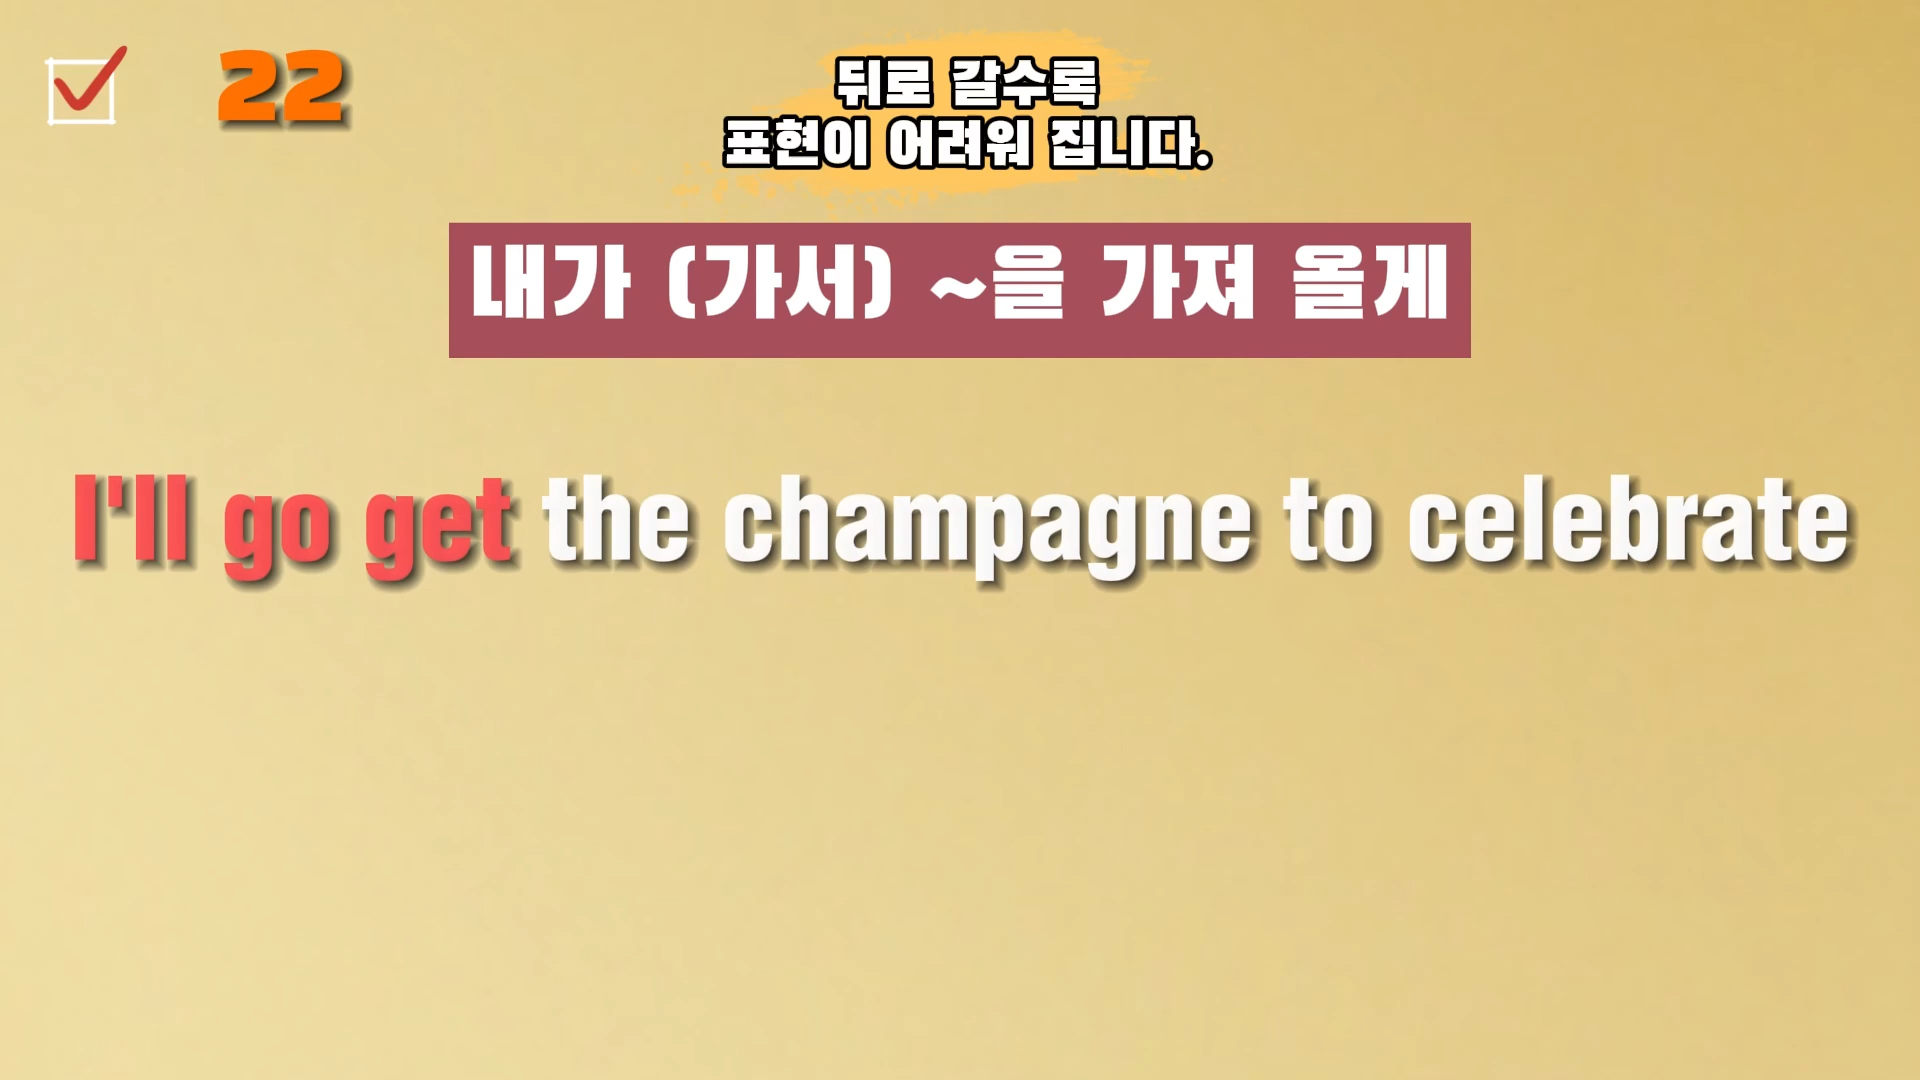 22
뒤로 갈수록
표현이 어려워 집니다.
내가 (가서) ~을 가져 올게
I'll go get the champagne to celebrate